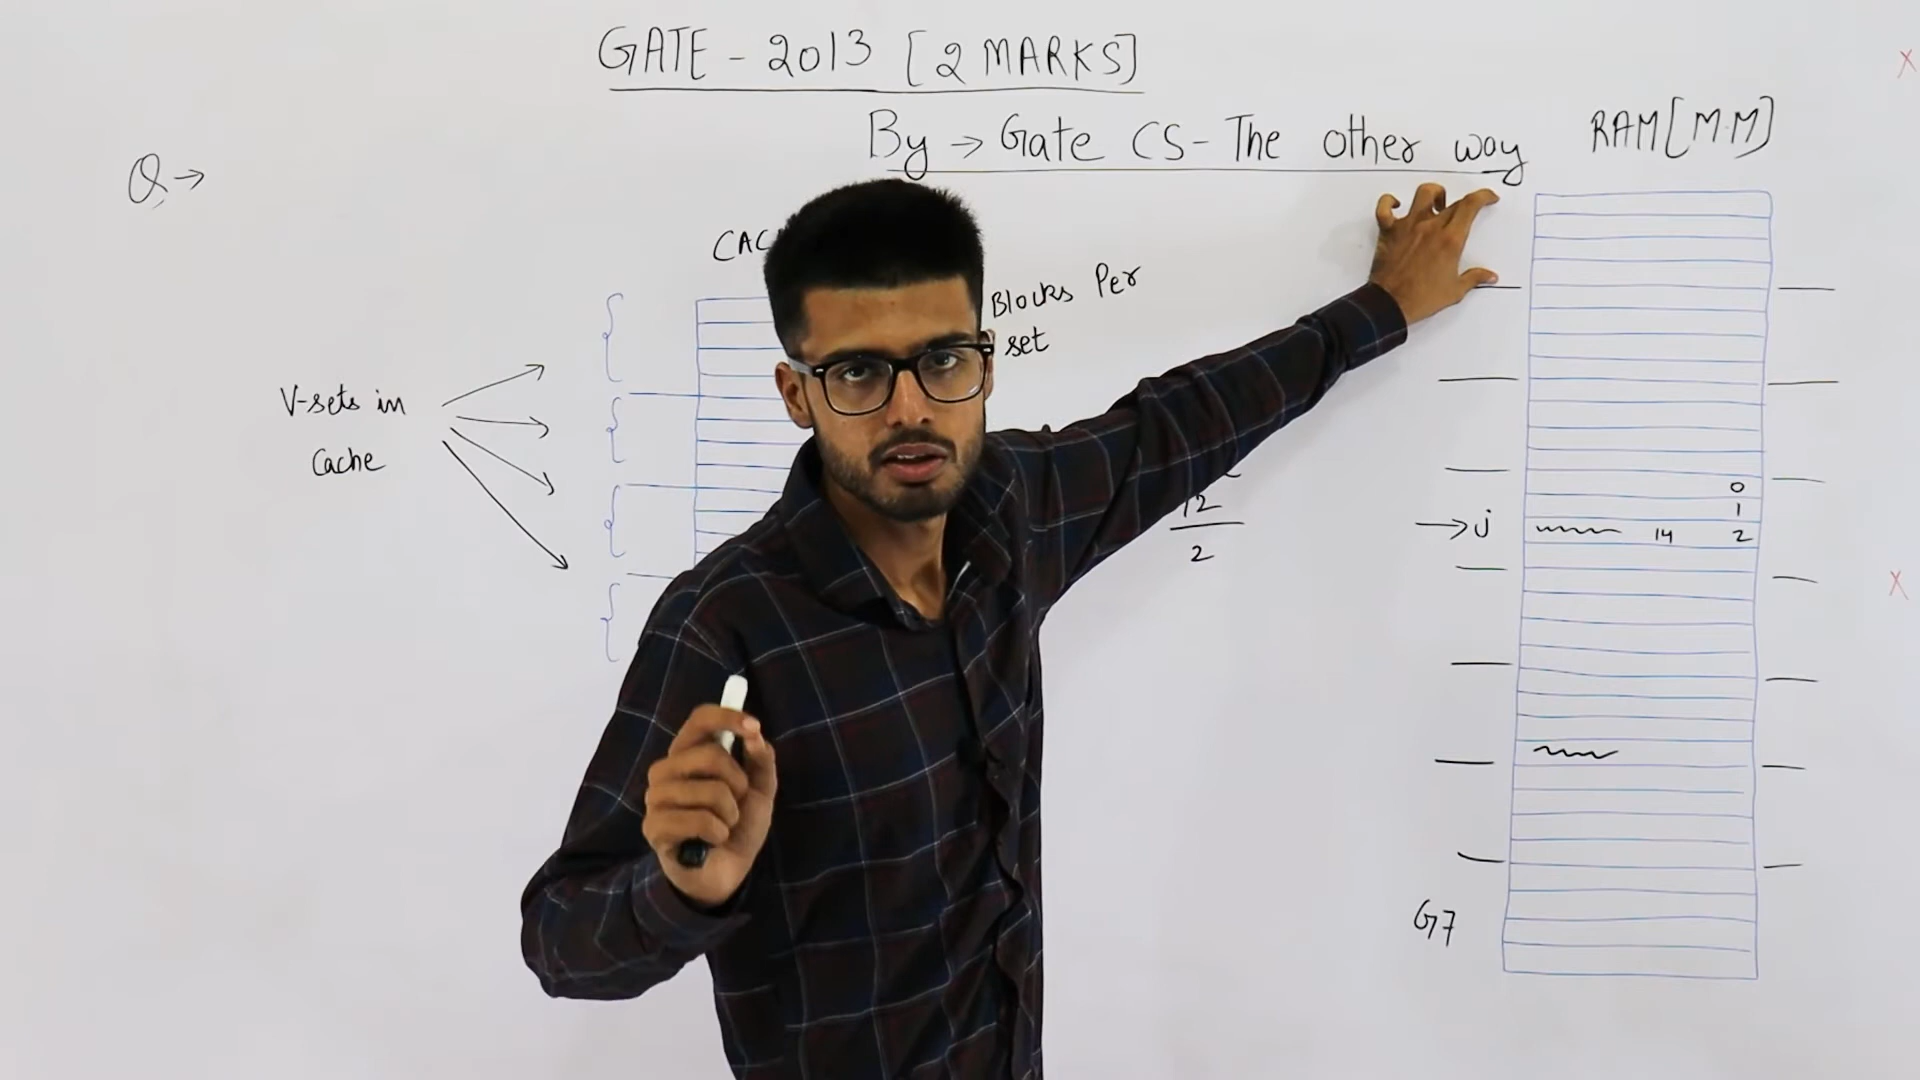 GATE - 2013 [2 MARKS]
By → Gate CS - The other way
RAM [M.M]
Q →
CAC
Blocks Per
set
V-sets in
Cache
12
2
0
1
→ j 14 2
G7